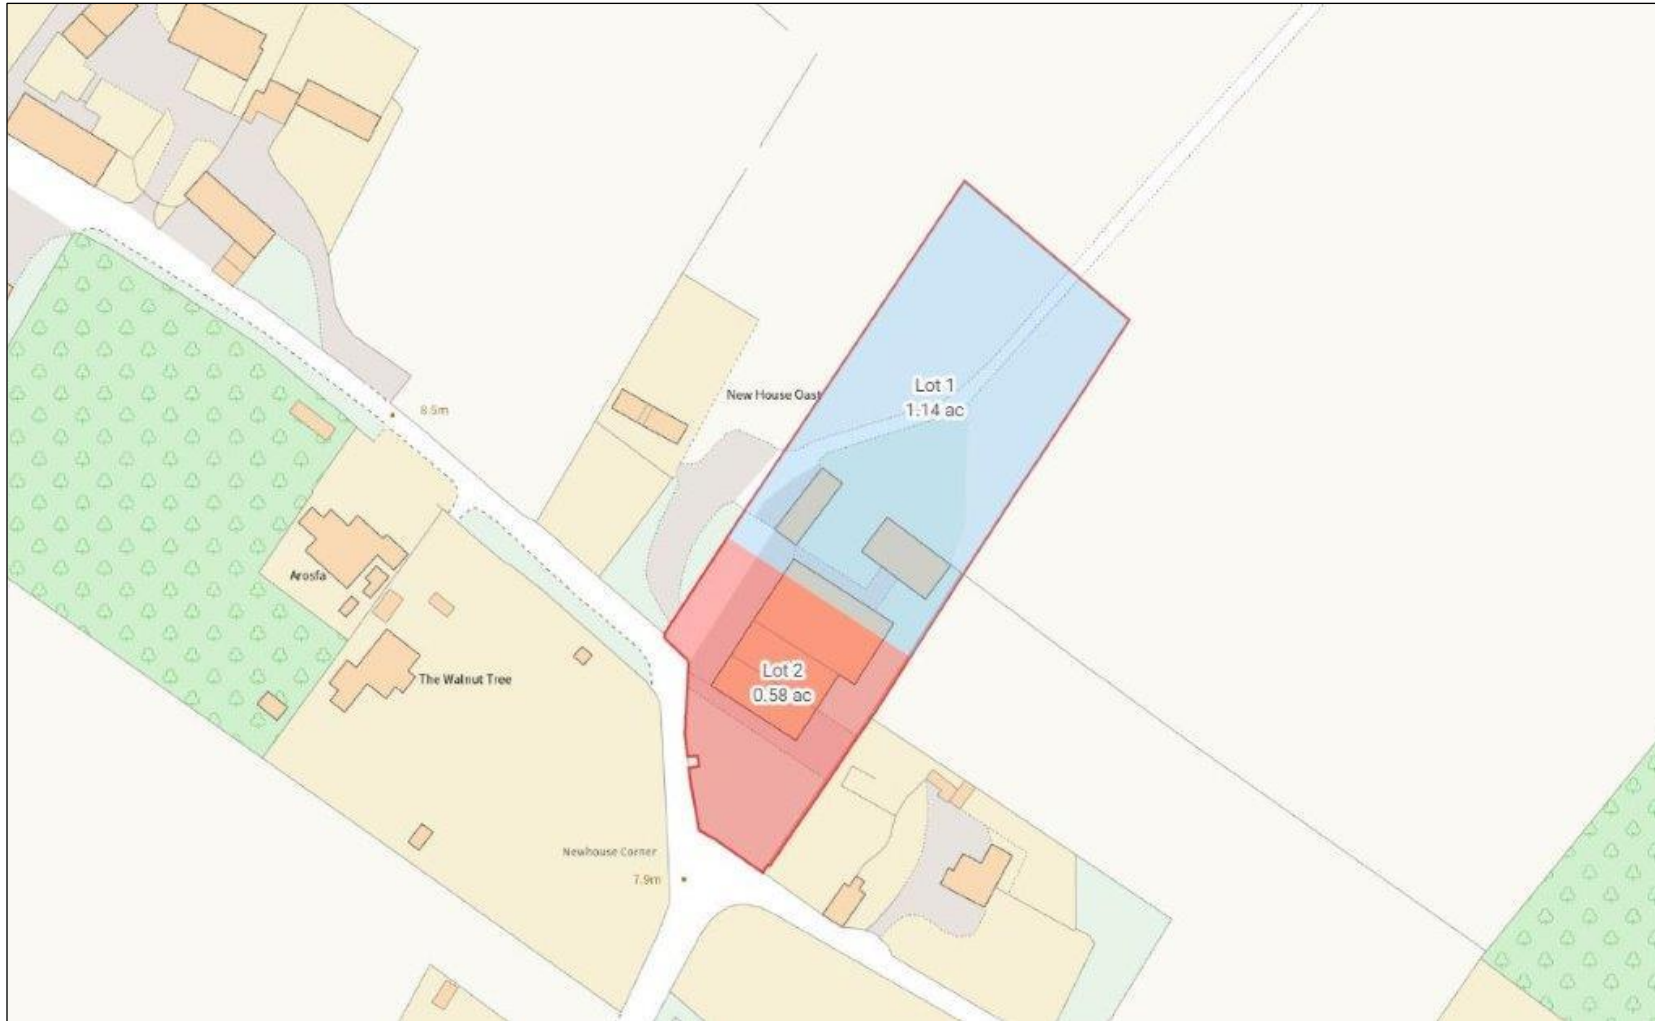 New House Oast
Lot 1
1.14 ac
8.5m
Arosfa
The Walnut Tree
Lot 2
0.58 ac
Newhouse Corner
7.9m